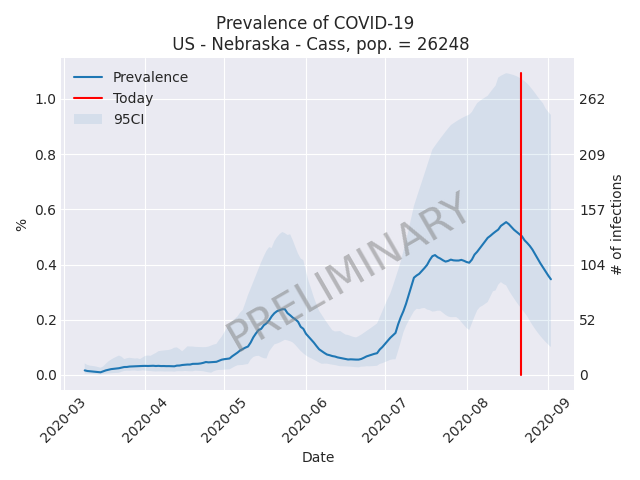 Prevalence of COVID-19
US - Nebraska - Cass, pop. = 26248
Prevalence
Today
95CI
1.0
0.8
0.6
0.4
0.2
0.0
%
262
209
157
104
52
0
# of infections
PRELIMINARY
2020-03
2020-04
2020-05
2020-06
2020-07
2020-08
2020-09
Date